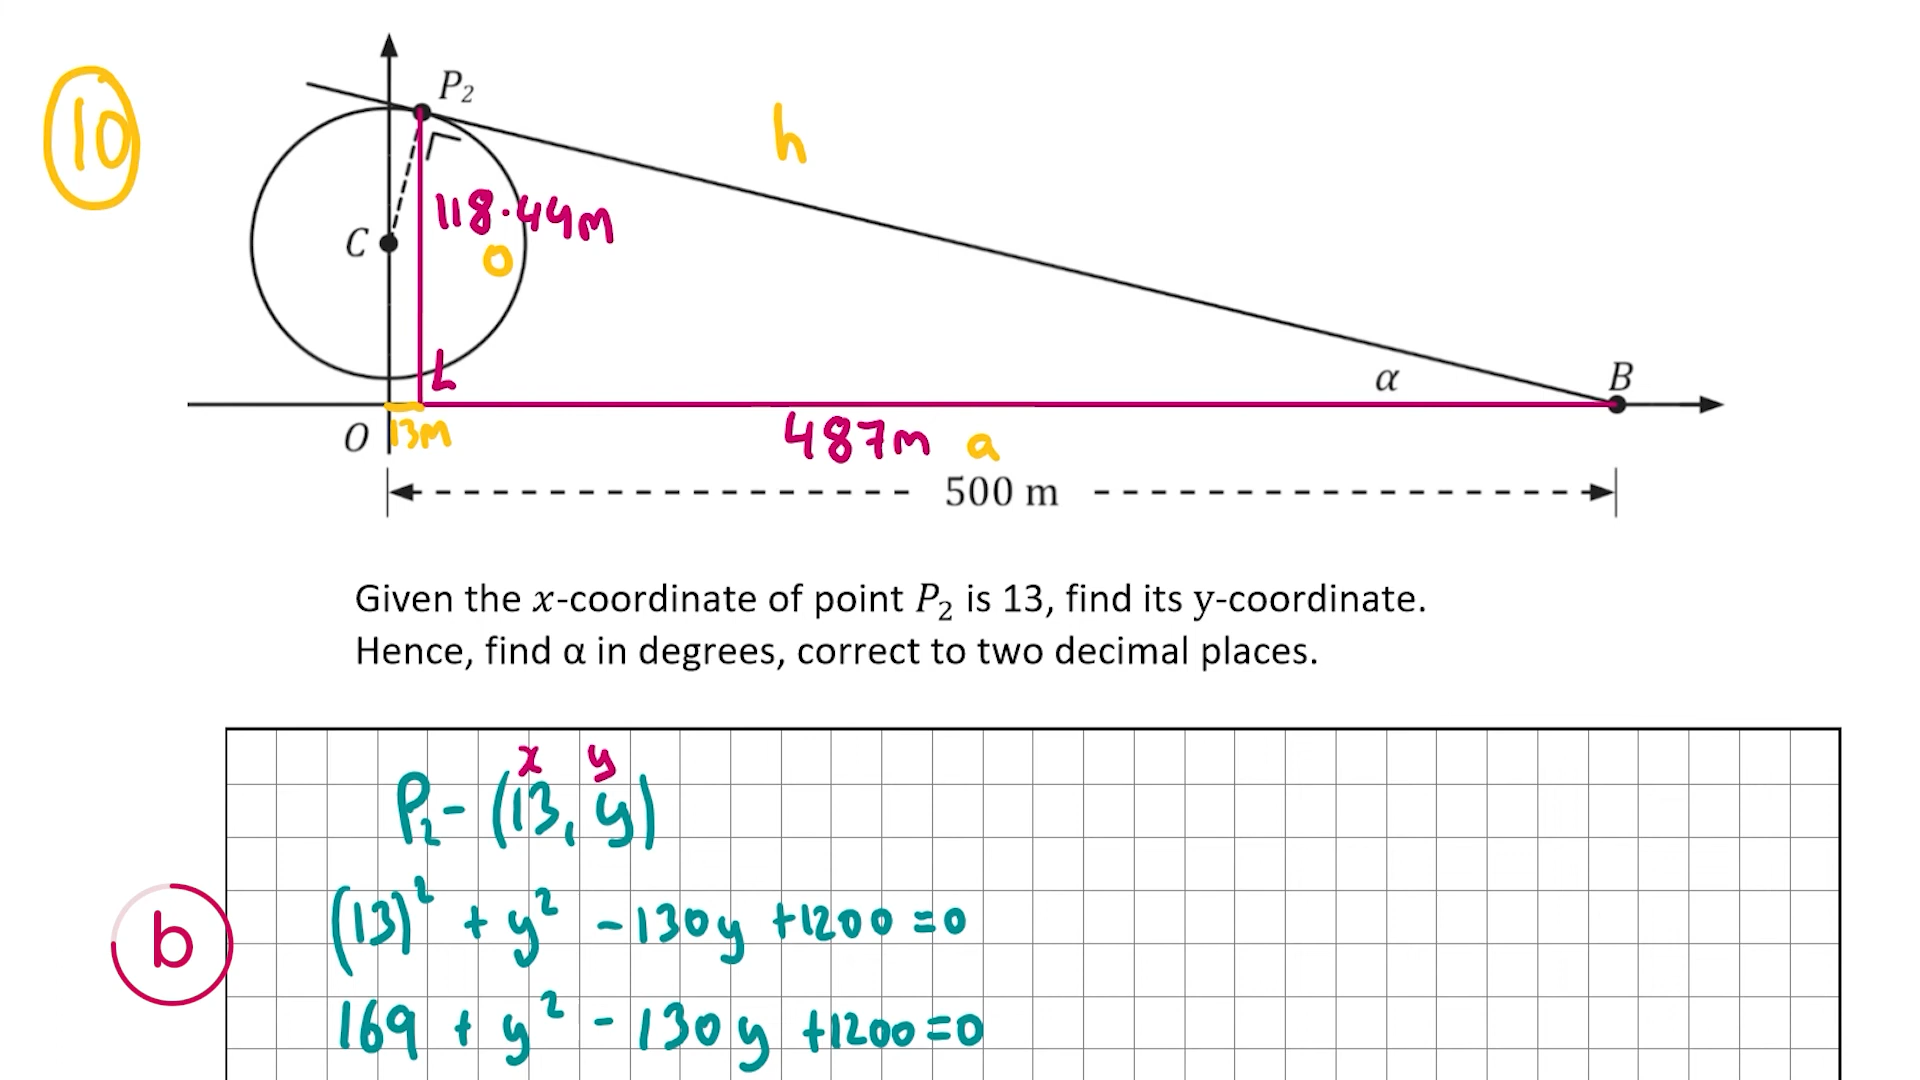 10
P₂
h
118.44m
C
o
α
B
O
13m
487m a
500 m
Given the x-coordinate of point P₂ is 13, find its y-coordinate.
Hence, find α in degrees, correct to two decimal places.
x y
P₂ - (13, y)
b
(13)² + y² - 130y + 1200 = 0
169 + y² - 130y + 1200 = 0